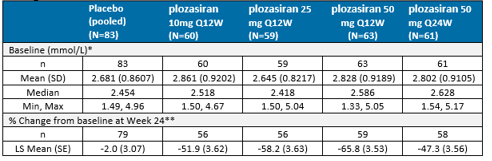 Placebo (pooled) (N=83) | plozasiran 10mg Q12W (N=60) | plozasiran 25 mg Q12W (N=59) | plozasiran 50 mg Q12W (N=63) | plozasiran 50 mg Q24W (N=61)
Baseline (mmol/L)*
n | 83 | 60 | 59 | 63 | 61
Mean (SD) | 2.681 (0.8607) | 2.861 (0.9202) | 2.645 (0.8217) | 2.828 (0.9189) | 2.802 (0.9105)
Median | 2.454 | 2.518 | 2.418 | 2.586 | 2.628
Min, Max | 1.49, 4.96 | 1.50, 4.67 | 1.50, 5.04 | 1.33, 5.05 | 1.54, 5.17
% Change from baseline at Week 24**
n | 79 | 56 | 56 | 59 | 58
LS Mean (SE) | -2.0 (3.07) | -51.9 (3.62) | -58.2 (3.63) | -65.8 (3.53) | -47.3 (3.56)